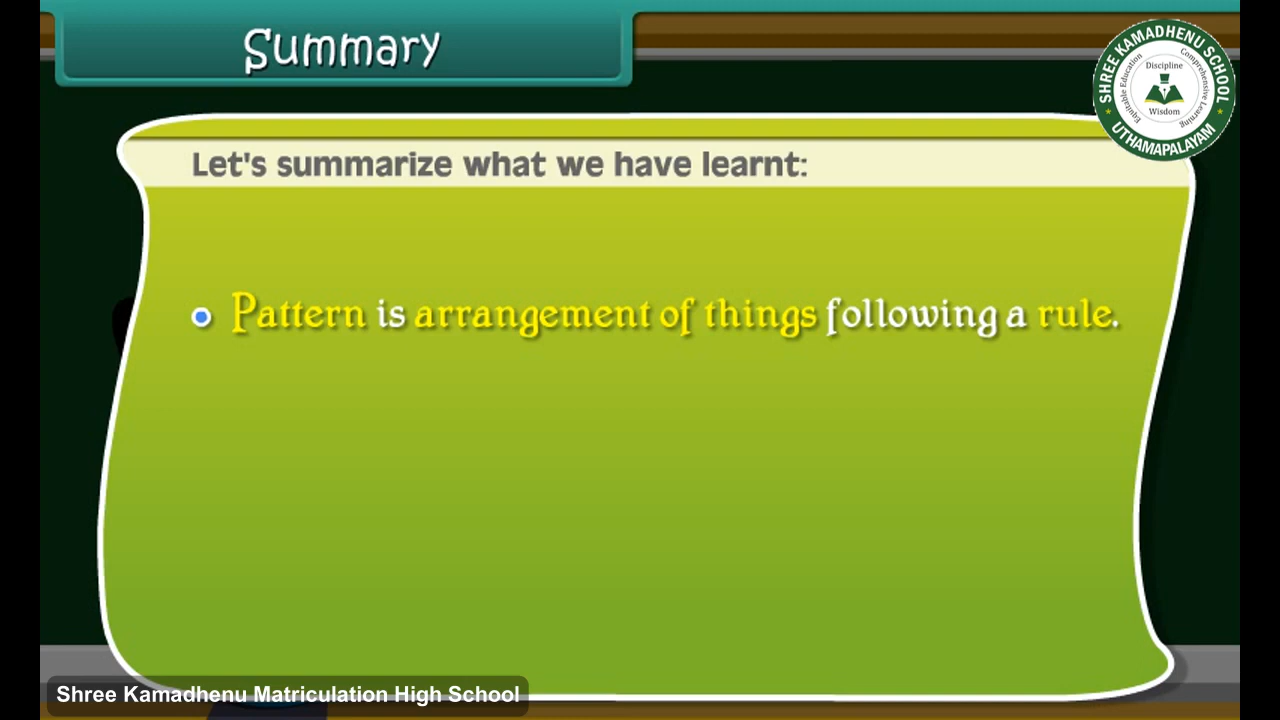 Summary
SHREE KAMADHENU SCHOOL
Discipline
Equitable Education
Comprehensive Learning
Wisdom
UTHAMAPALAYAM
Let's summarize what we have learnt:
Pattern is arrangement of things following a rule.
Shree Kamadhenu Matriculation High School